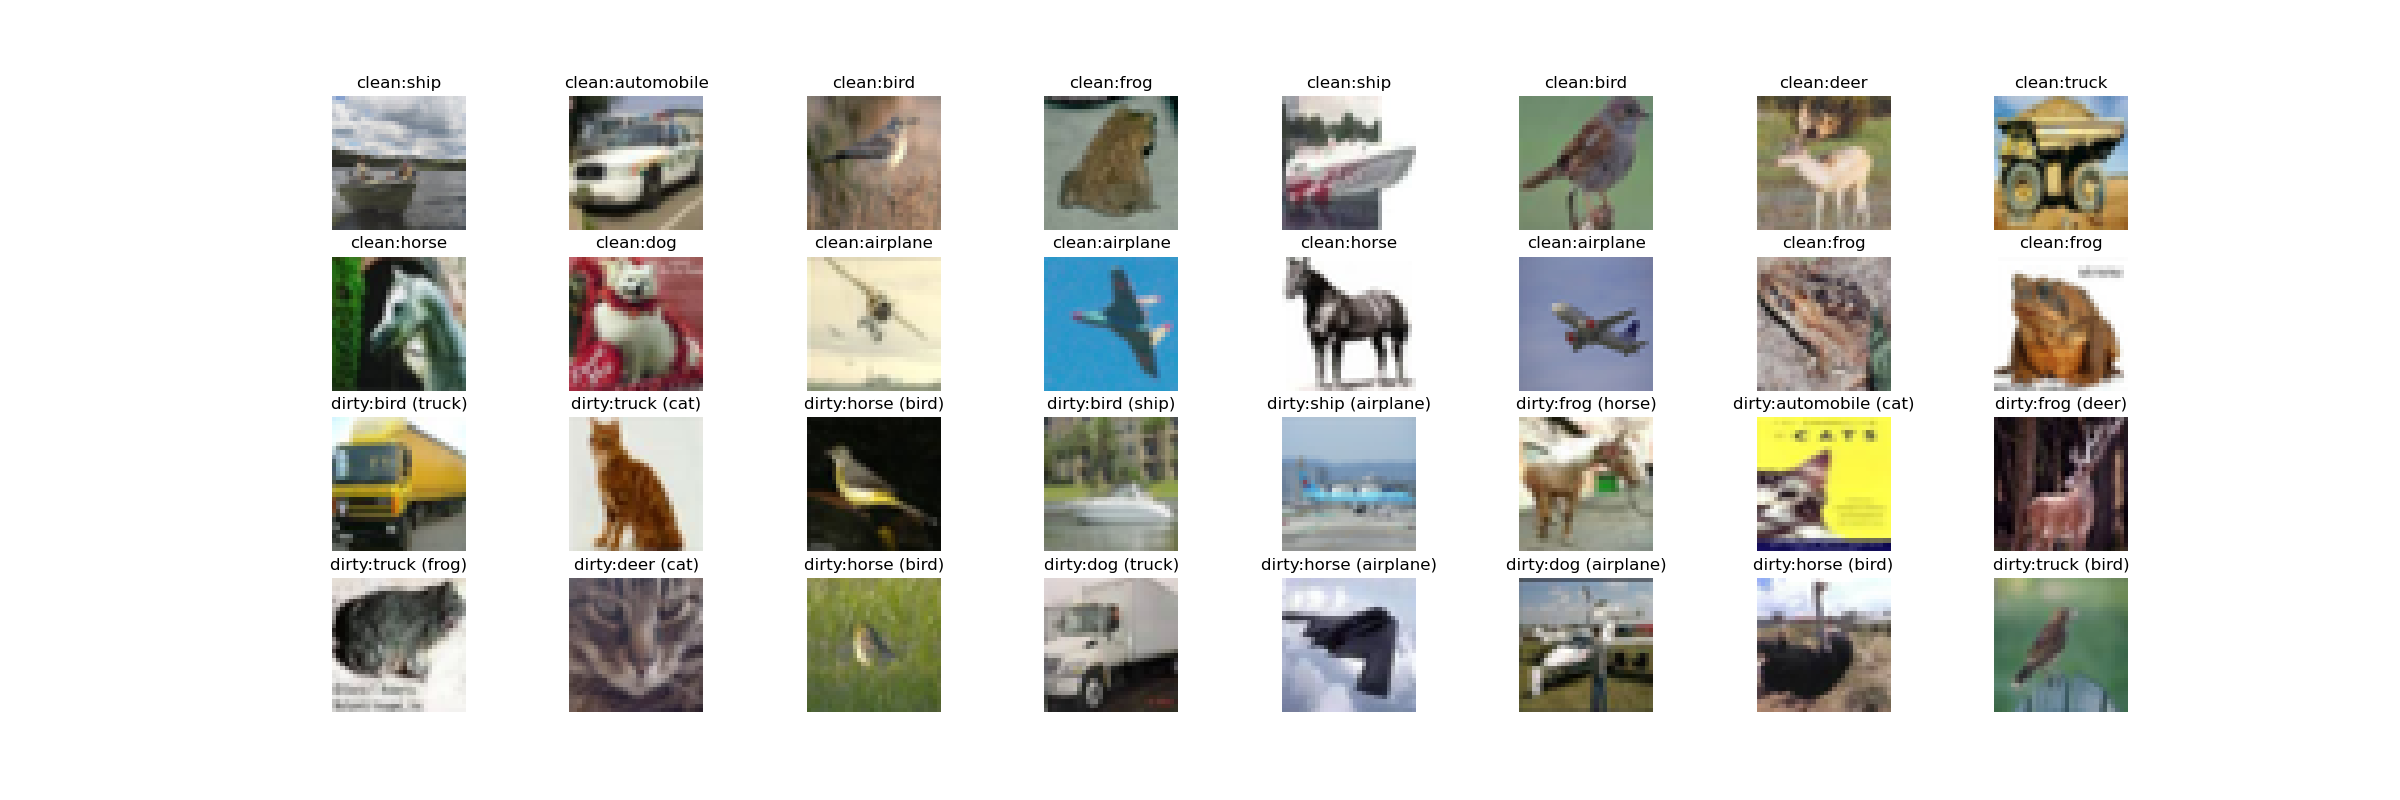 clean:ship clean:automobile clean:bird clean:frog clean:ship clean:bird clean:deer clean:truck
clean:horse clean:dog clean:airplane clean:airplane clean:horse clean:airplane clean:frog clean:frog
dirty:bird (truck) dirty:truck (cat) dirty:horse (bird) dirty:bird (ship) dirty:ship (airplane) dirty:frog (horse) dirty:automobile (cat) dirty:frog (deer)
CATS
dirty:truck (frog) dirty:deer (cat) dirty:horse (bird) dirty:dog (truck) dirty:horse (airplane) dirty:dog (airplane) dirty:horse (bird) dirty:truck (bird)